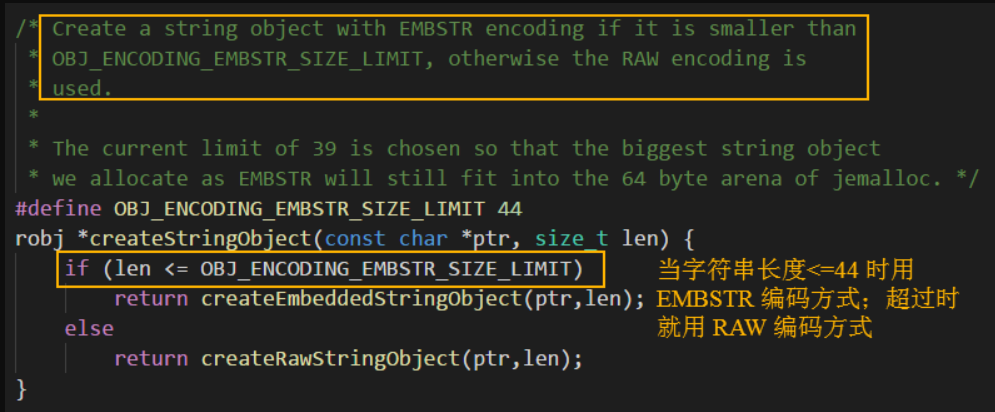 /* Create a string object with EMBSTR encoding if it is smaller than
 * OBJ_ENCODING_EMBSTR_SIZE_LIMIT, otherwise the RAW encoding is
 * used.
 *
 * The current limit of 39 is chosen so that the biggest string object
 * we allocate as EMBSTR will still fit into the 64 byte arena of jemalloc. */
#define OBJ_ENCODING_EMBSTR_SIZE_LIMIT 44
robj *createStringObject(const char *ptr, size_t len) {
    if (len <= OBJ_ENCODING_EMBSTR_SIZE_LIMIT)
        return createEmbeddedStringObject(ptr,len);
    else
        return createRawStringObject(ptr,len);
}
当字符串长度<=44 时用
EMBSTR 编码方式；超过时
就用 RAW 编码方式